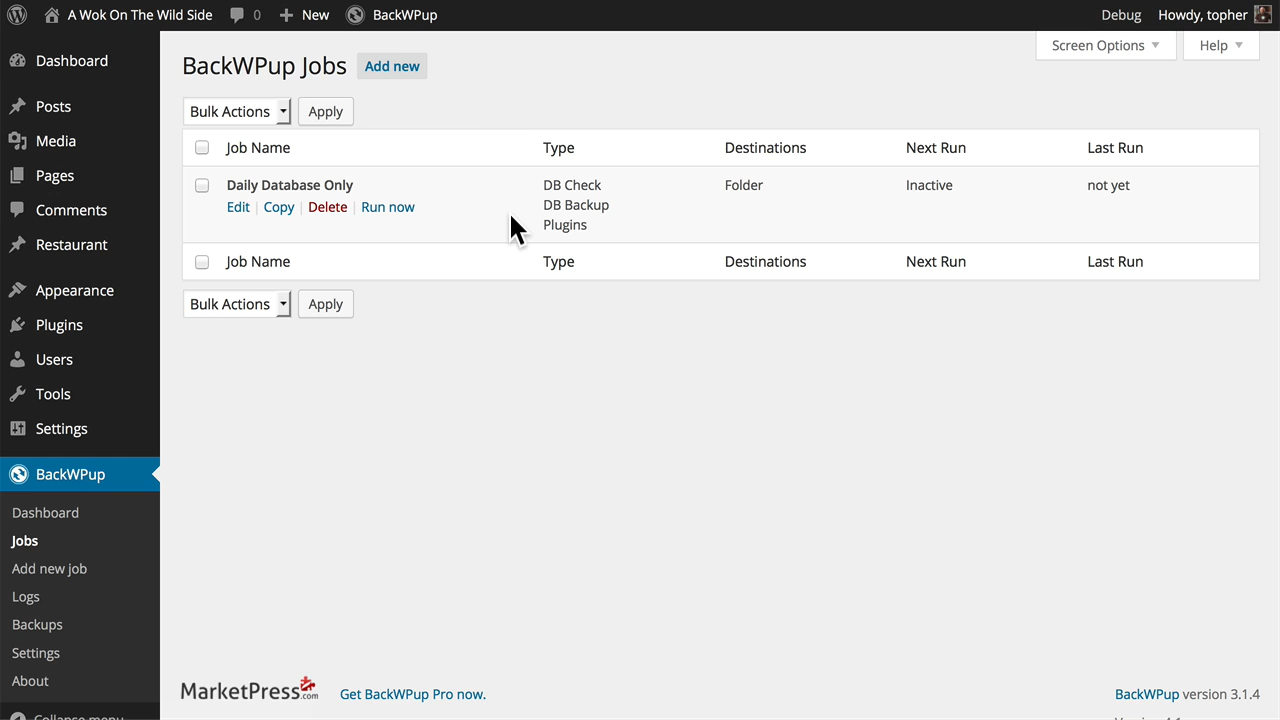 A Wok On The Wild Side 0 New BackWPup Debug Howdy, topher
Screen Options Help
BackWPup Jobs Add new
Bulk Actions Apply
Job Name Type Destinations Next Run Last Run
Daily Database Only DB Check Folder Inactive not yet
Edit | Copy | Delete | Run now DB Backup
Plugins
Job Name Type Destinations Next Run Last Run
Bulk Actions Apply
Dashboard
Posts
Media
Pages
Comments
Restaurant
Appearance
Plugins
Users
Tools
Settings
BackWPup
Dashboard
Jobs
Add new job
Logs
Backups
Settings
About
Collapse menu
MarketPress.com Get BackWPup Pro now. BackWPup version 3.1.4